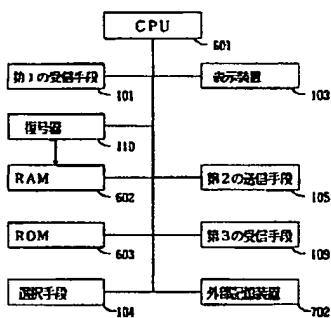 CPU
601
第1の受信手段
101
表示装置
103
復号器
110
RAM
602
第2の送信手段
105
ROM
603
第3の受信手段
109
選択手段
104
外部記憶装置
702